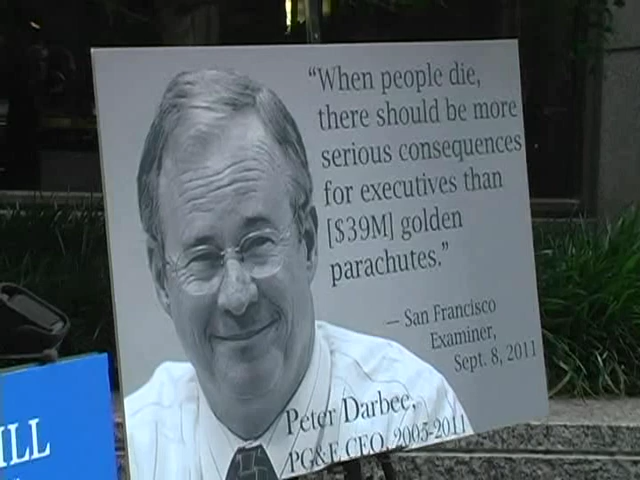 “When people die,
there should be more
serious consequences
for executives than
[$39M] golden
parachutes.”
— San Francisco
Examiner,
Sept. 8, 2011
Peter Darbee,
PG&E CEO, 2005-2011
ILL